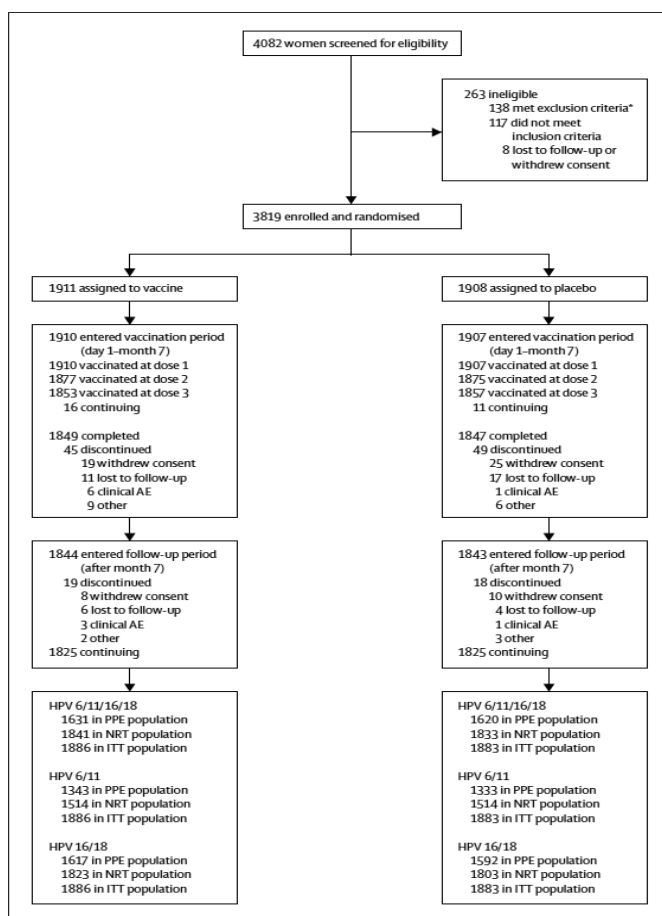 4082 women screened for eligibility
263 ineligible
138 met exclusion criteria*
117 did not meet
inclusion criteria
8 lost to follow-up or
withdrew consent
3819 enrolled and randomised
1911 assigned to vaccine
1908 assigned to placebo
1910 entered vaccination period
(day 1–month 7)
1910 vaccinated at dose 1
1877 vaccinated at dose 2
1853 vaccinated at dose 3
16 continuing
1849 completed
45 discontinued
19 withdrew consent
11 lost to follow-up
6 clinical AE
9 other
1907 entered vaccination period
(day 1–month 7)
1907 vaccinated at dose 1
1875 vaccinated at dose 2
1857 vaccinated at dose 3
11 continuing
1847 completed
49 discontinued
25 withdrew consent
17 lost to follow-up
1 clinical AE
6 other
1844 entered follow-up period
(after month 7)
19 discontinued
8 withdrew consent
6 lost to follow-up
3 clinical AE
2 other
1825 continuing
1843 entered follow-up period
(after month 7)
18 discontinued
10 withdrew consent
4 lost to follow-up
1 clinical AE
3 other
1825 continuing
HPV 6/11/16/18
1631 in PPE population
1841 in NRT population
1886 in ITT population
HPV 6/11
1343 in PPE population
1514 in NRT population
1886 in ITT population
HPV 16/18
1617 in PPE population
1823 in NRT population
1886 in ITT population
HPV 6/11/16/18
1620 in PPE population
1833 in NRT population
1883 in ITT population
HPV 6/11
1333 in PPE population
1514 in NRT population
1883 in ITT population
HPV 16/18
1592 in PPE population
1803 in NRT population
1883 in ITT population